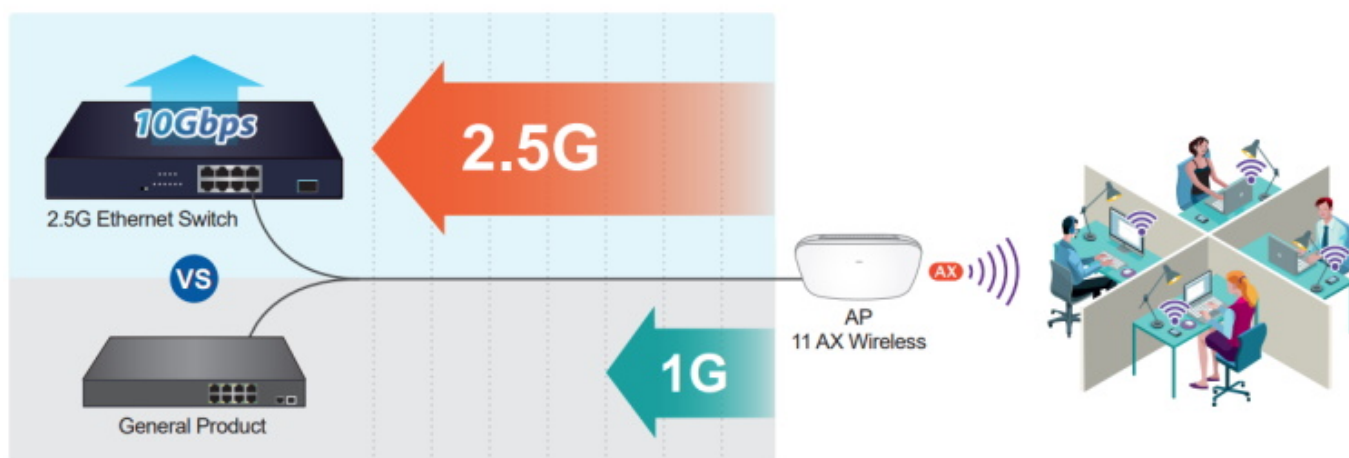 10Gbps
2.5G
2.5G Ethernet Switch
VS
AX
AP
11 AX Wireless
1G
General Product